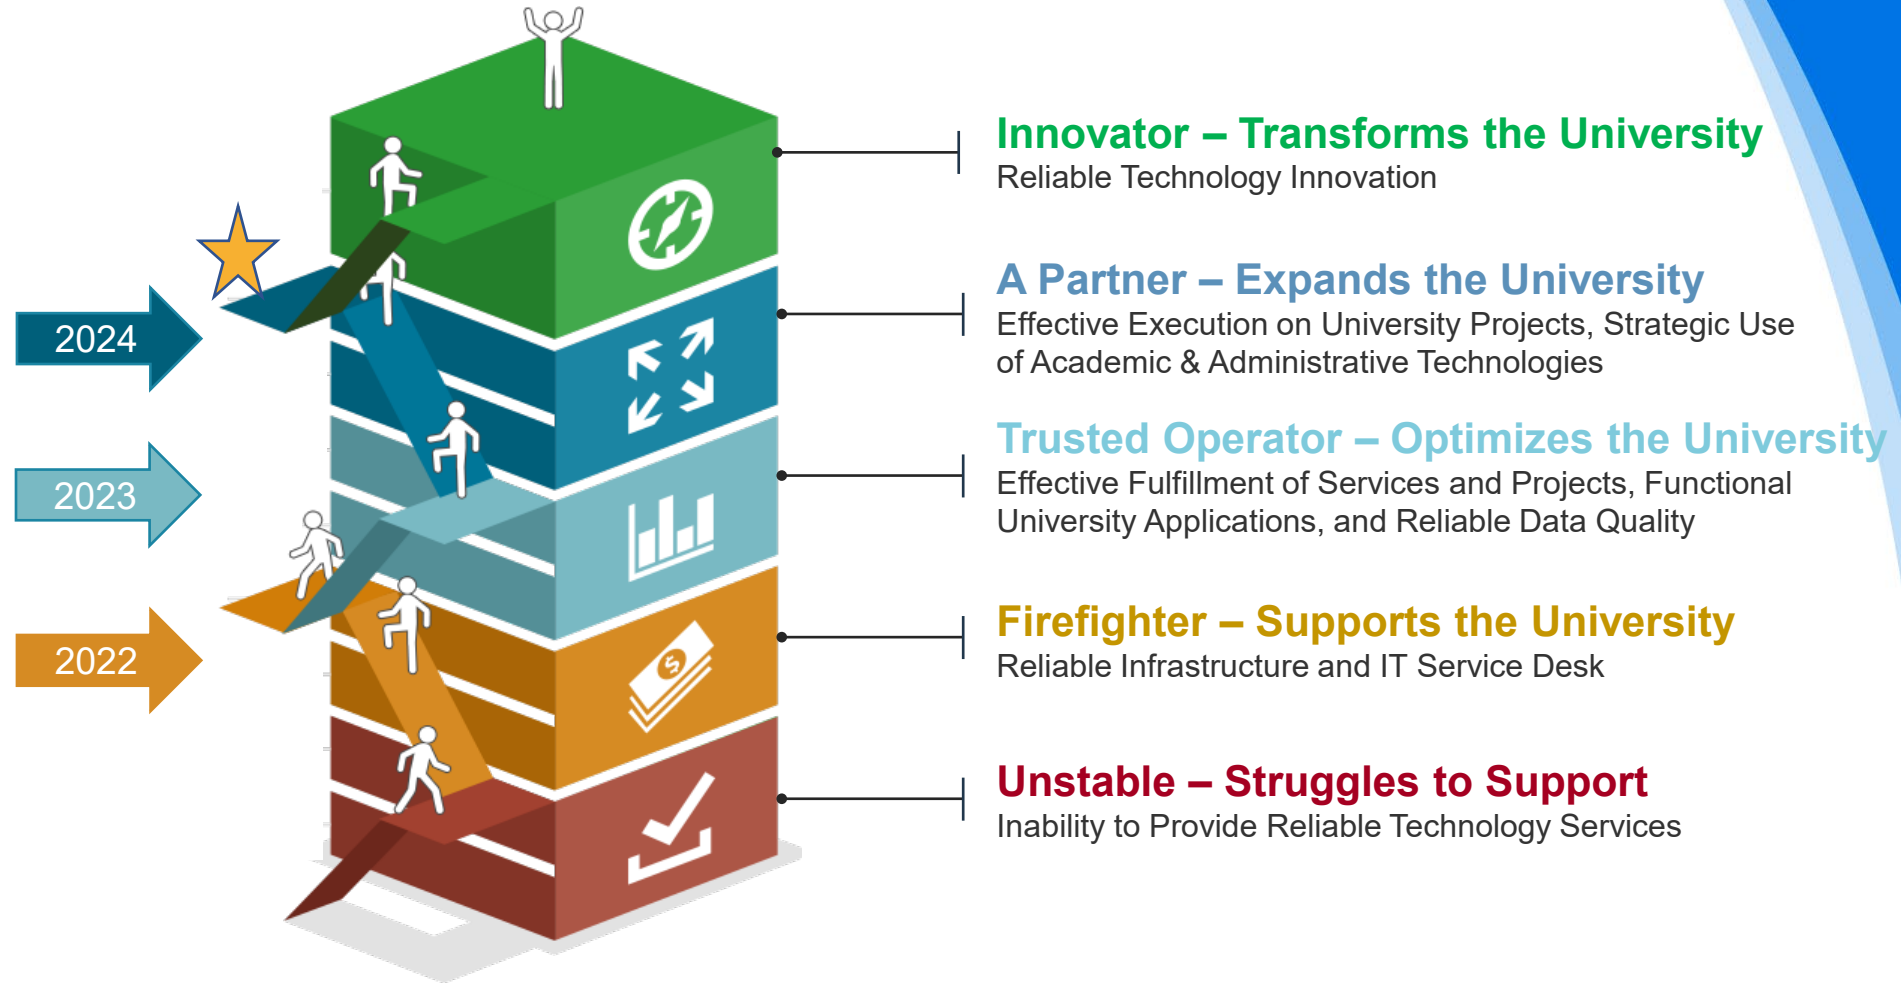 Innovator – Transforms the University
Reliable Technology Innovation
A Partner – Expands the University
Effective Execution on University Projects, Strategic Use
of Academic & Administrative Technologies
2024
Trusted Operator – Optimizes the University
Effective Fulfillment of Services and Projects, Functional
University Applications, and Reliable Data Quality
2023
Firefighter – Supports the University
Reliable Infrastructure and IT Service Desk
2022
$
Unstable – Struggles to Support
Inability to Provide Reliable Technology Services